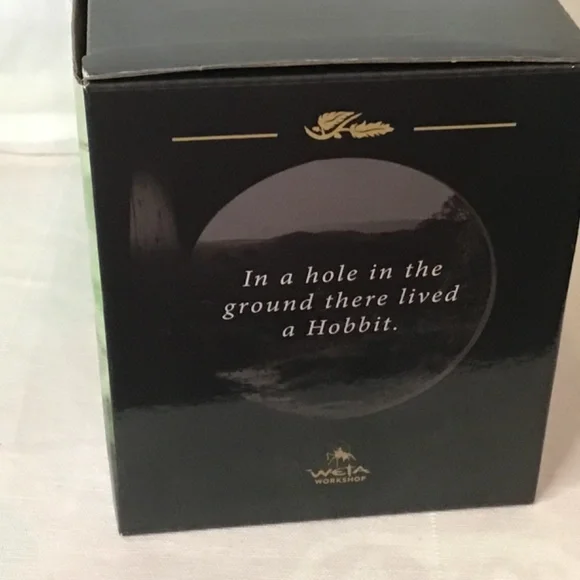 In a hole in the
ground there lived
a Hobbit.
WETA
WORKSHOP